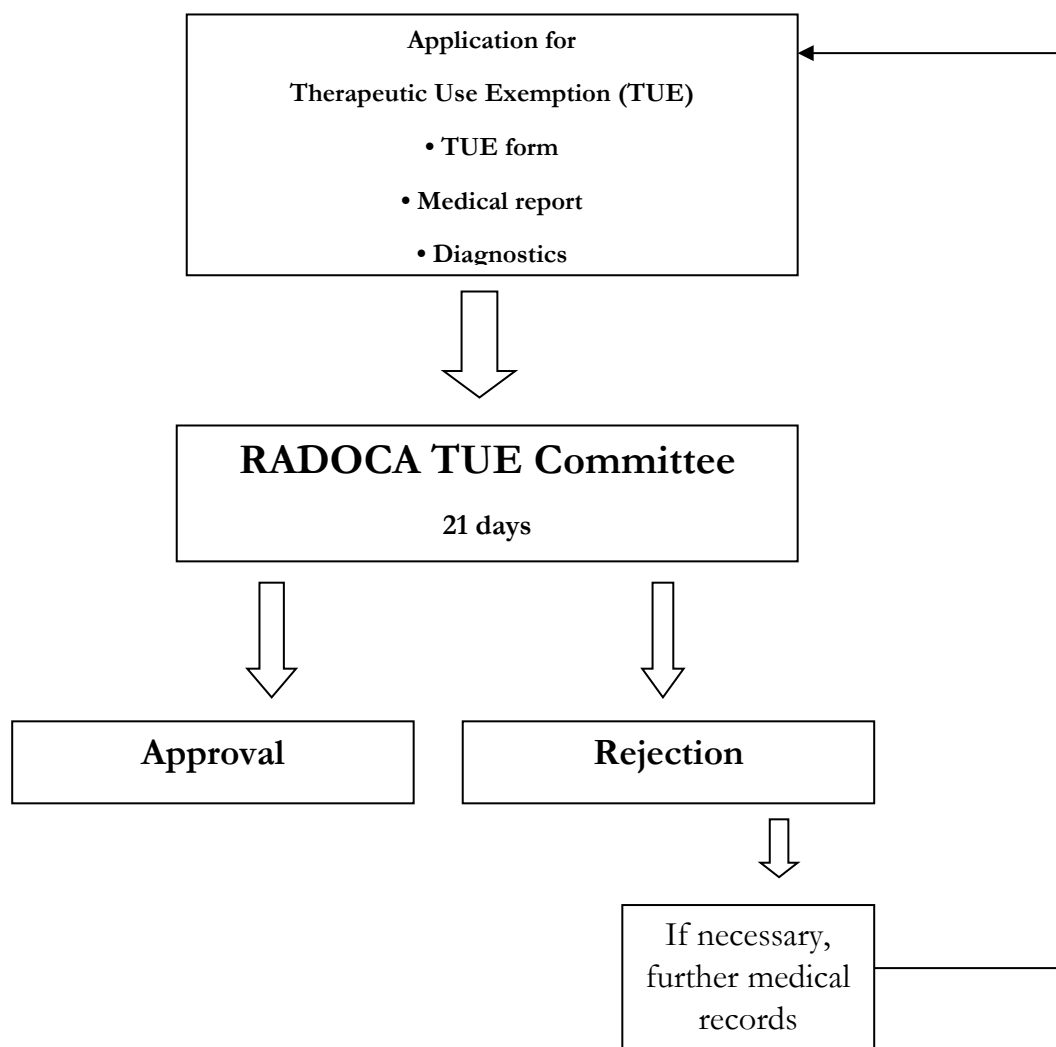 Application for
Therapeutic Use Exemption (TUE)
• TUE form
• Medical report
• Diagnostics
RADOCA TUE Committee
21 days
Approval
Rejection
If necessary,
further medical
records